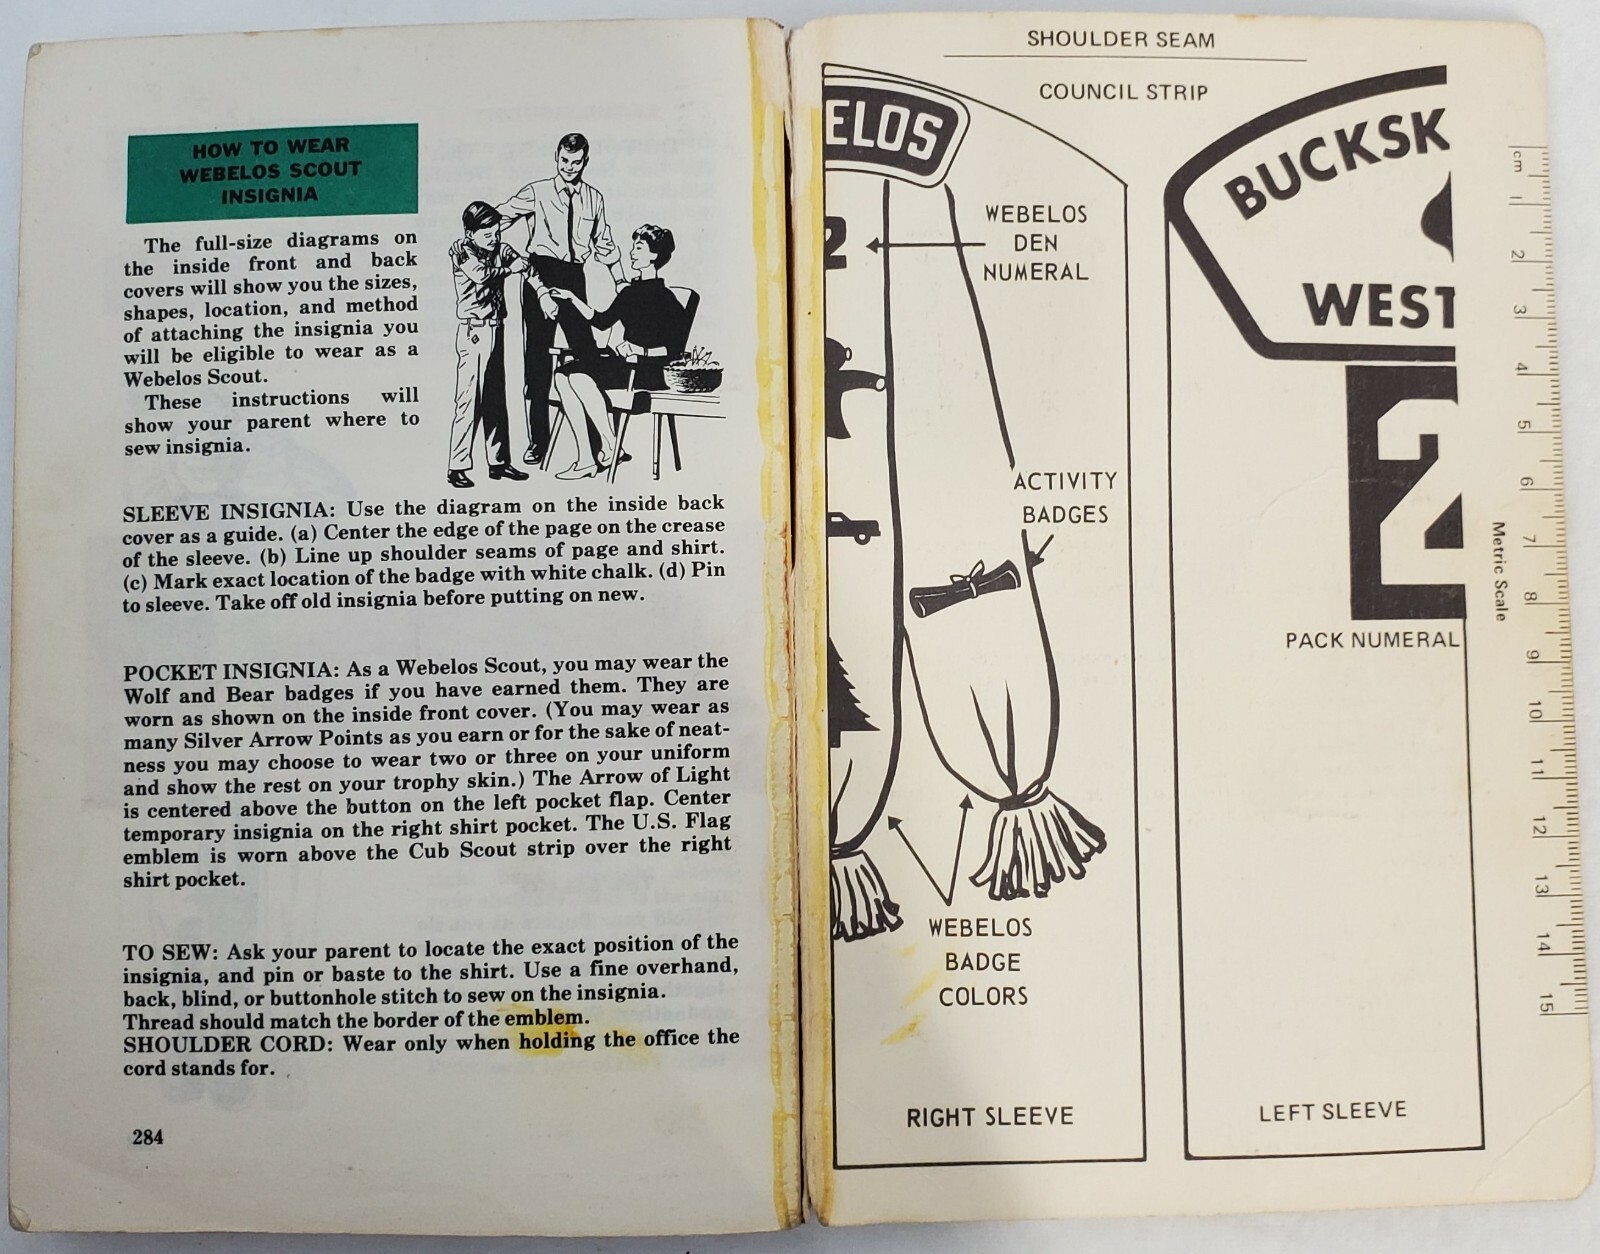 HOW TO WEAR
WEBELOS SCOUT
INSIGNIA
The full-size diagrams on
the inside front and back
covers will show you the sizes,
shapes, location, and method
of attaching the insignia you
will be eligible to wear as a
Webelos Scout.
These instructions will
show your parent where to
sew insignia.
SLEEVE INSIGNIA: Use the diagram on the inside back
cover as a guide. (a) Center the edge of the page on the crease
of the sleeve. (b) Line up shoulder seams of page and shirt.
(c) Mark exact location of the badge with white chalk. (d) Pin
to sleeve. Take off old insignia before putting on new.
POCKET INSIGNIA: As a Webelos Scout, you may wear the
Wolf and Bear badges if you have earned them. They are
worn as shown on the inside front cover. (You may wear as
many Silver Arrow Points as you earn or for the sake of neat-
ness you may choose to wear two or three on your uniform
and show the rest on your trophy skin.) The Arrow of Light
is centered above the button on the left pocket flap. Center
temporary insignia on the right shirt pocket. The U.S. Flag
emblem is worn above the Cub Scout strip over the right
shirt pocket.
TO SEW: Ask your parent to locate the exact position of the
insignia, and pin or baste to the shirt. Use a fine overhand,
back, blind, or buttonhole stitch to sew on the insignia.
Thread should match the border of the emblem.
SHOULDER CORD: Wear only when holding the office the
cord stands for.
284
SHOULDER SEAM
COUNCIL STRIP
ELOS
WEBELOS
DEN
NUMERAL
2
ACTIVITY
BADGES
WEBELOS
BADGE
COLORS
RIGHT SLEEVE
BUCKSK
WEST
2
PACK NUMERAL
LEFT SLEEVE
cm
1
2
3
4
5
6
7
8
9
10
11
12
13
14
15
Metric Scale